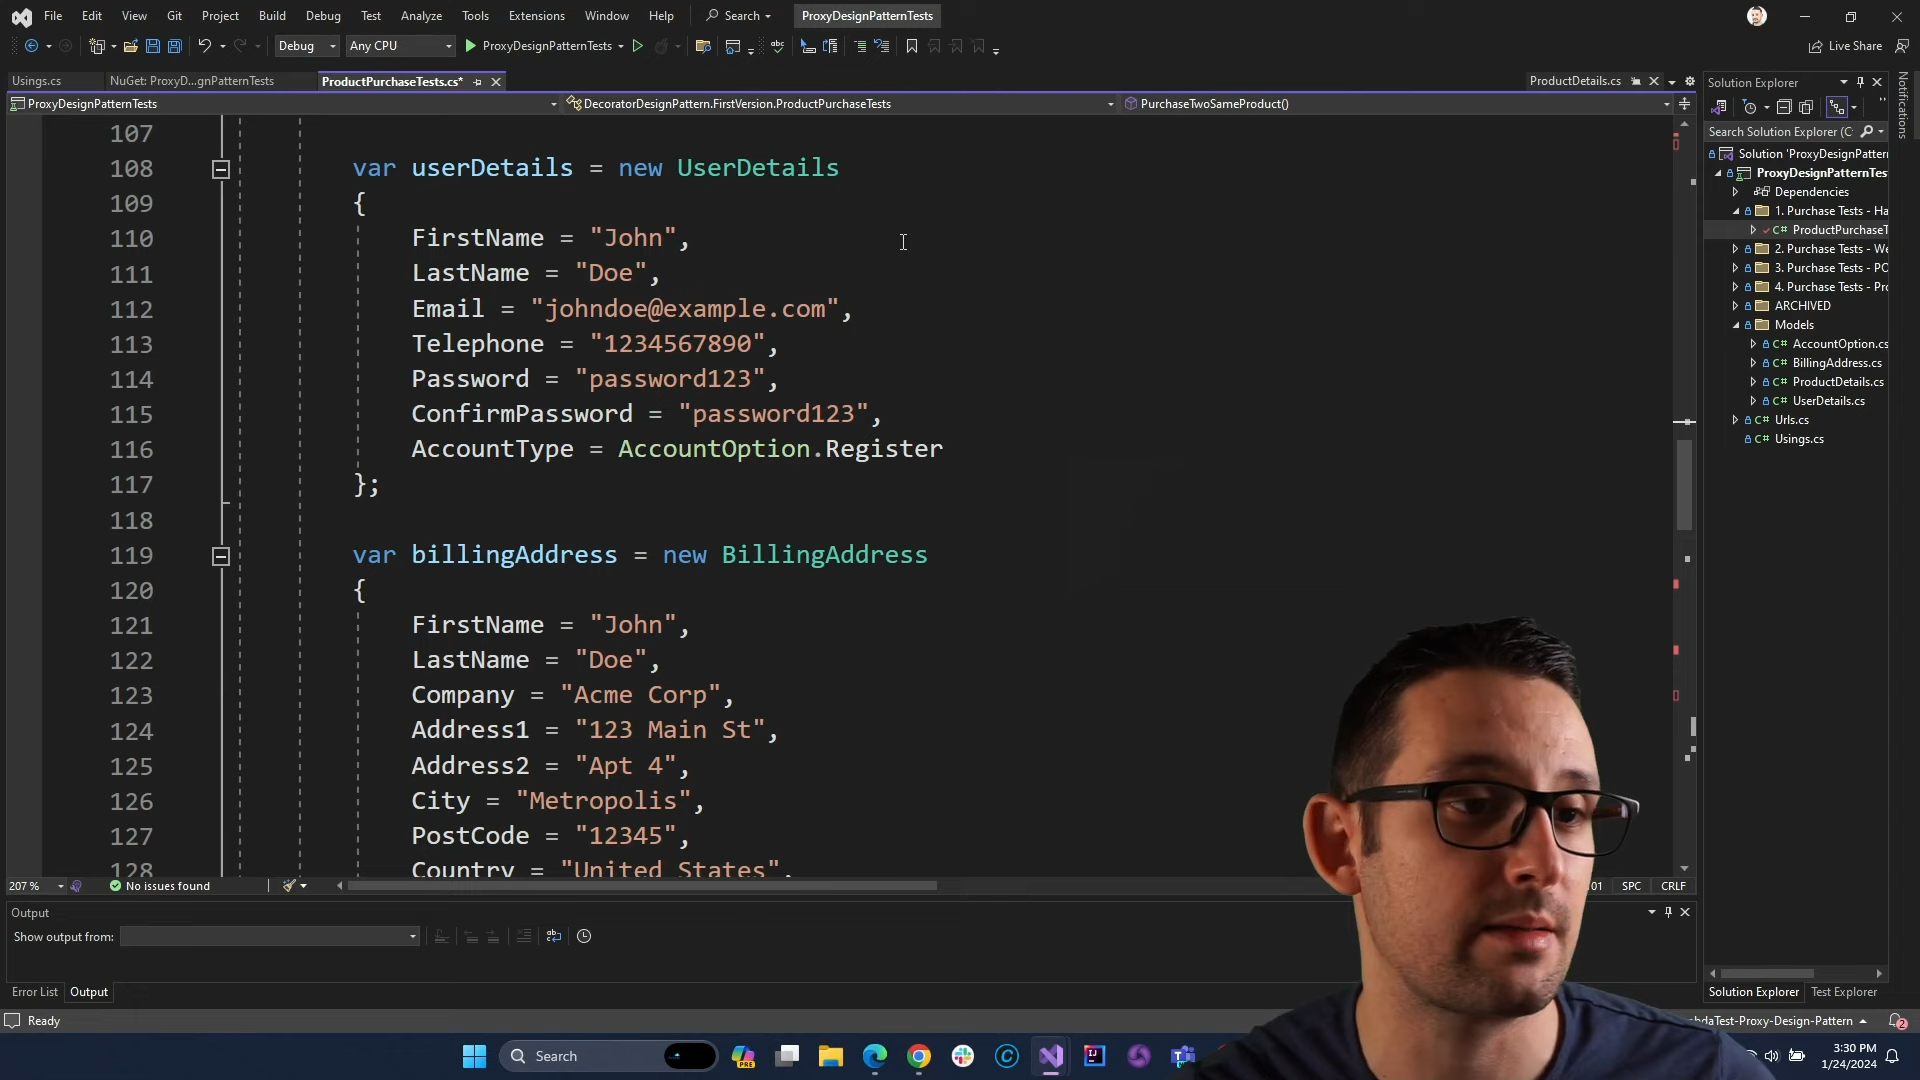 File Edit View Git Project Build Debug Test Analyze Tools Extensions Window Help Search ProxyDesignPatternTests
Debug Any CPU ProxyDesignPatternTests Live Share
Usings.cs NuGet: ProxyD...gnPatternTests ProductPurchaseTests.cs* ProductDetails.cs
ProxyDesignPatternTests DecoratorDesignPattern.FirstVersion.ProductPurchaseTests PurchaseTwoSameProduct()
107
108 var userDetails = new UserDetails
109 {
110 FirstName = "John",
111 LastName = "Doe",
112 Email = "johndoe@example.com",
113 Telephone = "1234567890",
114 Password = "password123",
115 ConfirmPassword = "password123",
116 AccountType = AccountOption.Register
117 };
118
119 var billingAddress = new BillingAddress
120 {
121 FirstName = "John",
122 LastName = "Doe",
123 Company = "Acme Corp",
124 Address1 = "123 Main St",
125 Address2 = "Apt 4",
126 City = "Metropolis",
127 PostCode = "12345",
128 Country = "United States",
207 % No issues found 01 SPC CRLF
Output
Show output from:
Error List Output
Ready
Solution Explorer
Search Solution Explorer (C
Solution 'ProxyDesignPatter
ProxyDesignPatternTes
Dependencies
1. Purchase Tests - Ha
ProductPurchaseT
2. Purchase Tests - We
3. Purchase Tests - PO
4. Purchase Tests - Pro
ARCHIVED
Models
AccountOption.cs
BillingAddress.cs
ProductDetails.cs
UserDetails.cs
Urls.cs
Usings.cs
Notifications
Solution Explorer Test Explorer
bdaTest-Proxy-Design-Pattern 2
Search
PRE
3:30 PM
1/24/2024